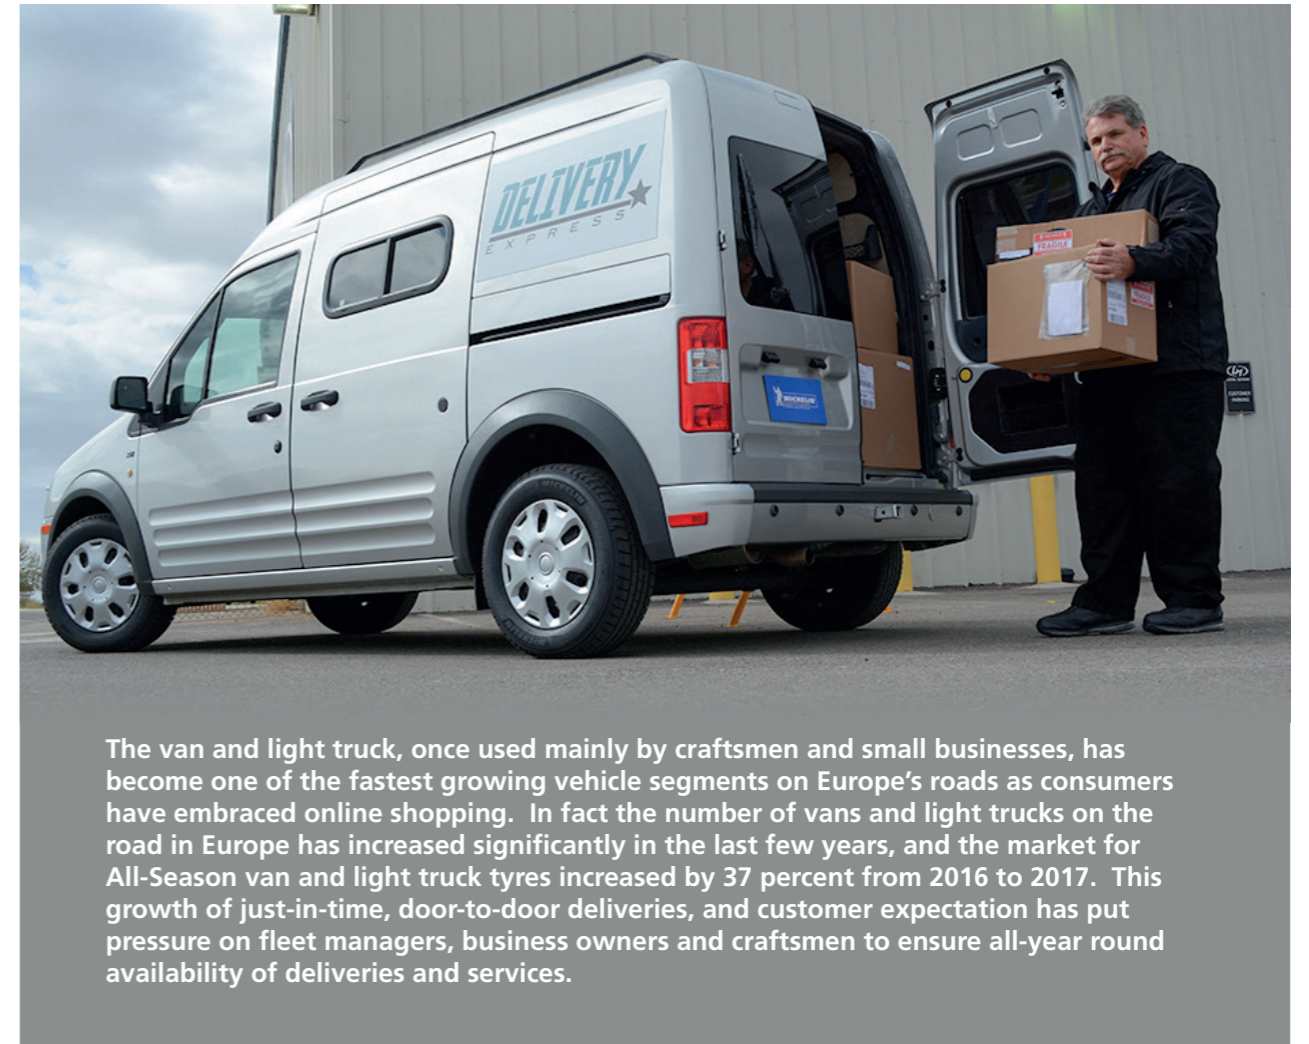 DELIVERY
EXPRESS
FRAGILE
MICHELIN
MICHELIN
CUSTOMER
PARKING
The van and light truck, once used mainly by craftsmen and small businesses, has
become one of the fastest growing vehicle segments on Europe’s roads as consumers
have embraced online shopping.  In fact the number of vans and light trucks on the
road in Europe has increased significantly in the last few years, and the market for
All-Season van and light truck tyres increased by 37 percent from 2016 to 2017.  This
growth of just-in-time, door-to-door deliveries, and customer expectation has put
pressure on fleet managers, business owners and craftsmen to ensure all-year round
availability of deliveries and services.